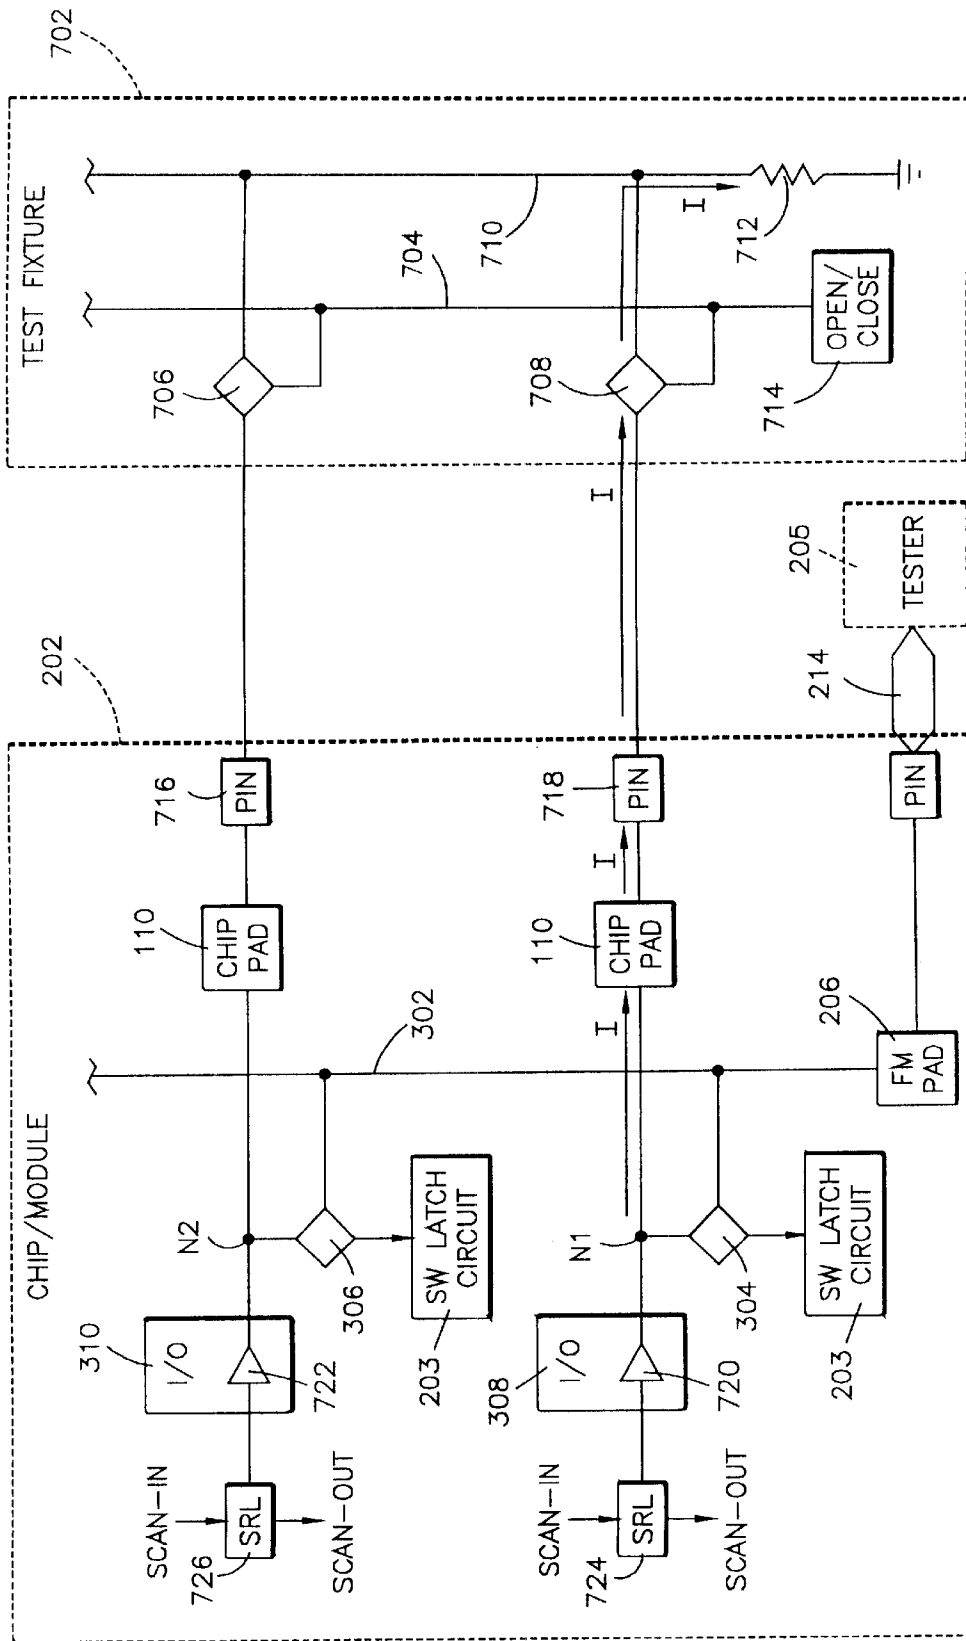 CHIP/MODULE
202
TEST FIXTURE
702
SCAN-IN
SRL
726
SCAN-OUT
310
I/O
722
N2
306
SW LATCH
CIRCUIT
203
302
110
CHIP
PAD
716
PIN
706
704
710
SCAN-IN
SRL
724
SCAN-OUT
308
I/O
720
N1
304
SW LATCH
CIRCUIT
203
I
110
CHIP
PAD
I
718
PIN
I
708
I
712
714
OPEN/
CLOSE
206
FM
PAD
PIN
214
205
TESTER